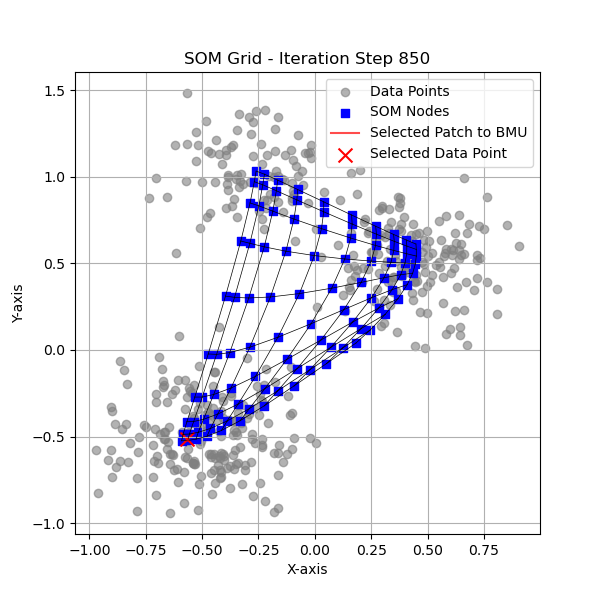 SOM Grid - Iteration Step 850
Data Points
SOM Nodes
Selected Patch to BMU
Selected Data Point
Y-axis
1.5
1.0
0.5
0.0
−0.5
−1.0
−1.00 −0.75 −0.50 −0.25 0.00 0.25 0.50 0.75
X-axis